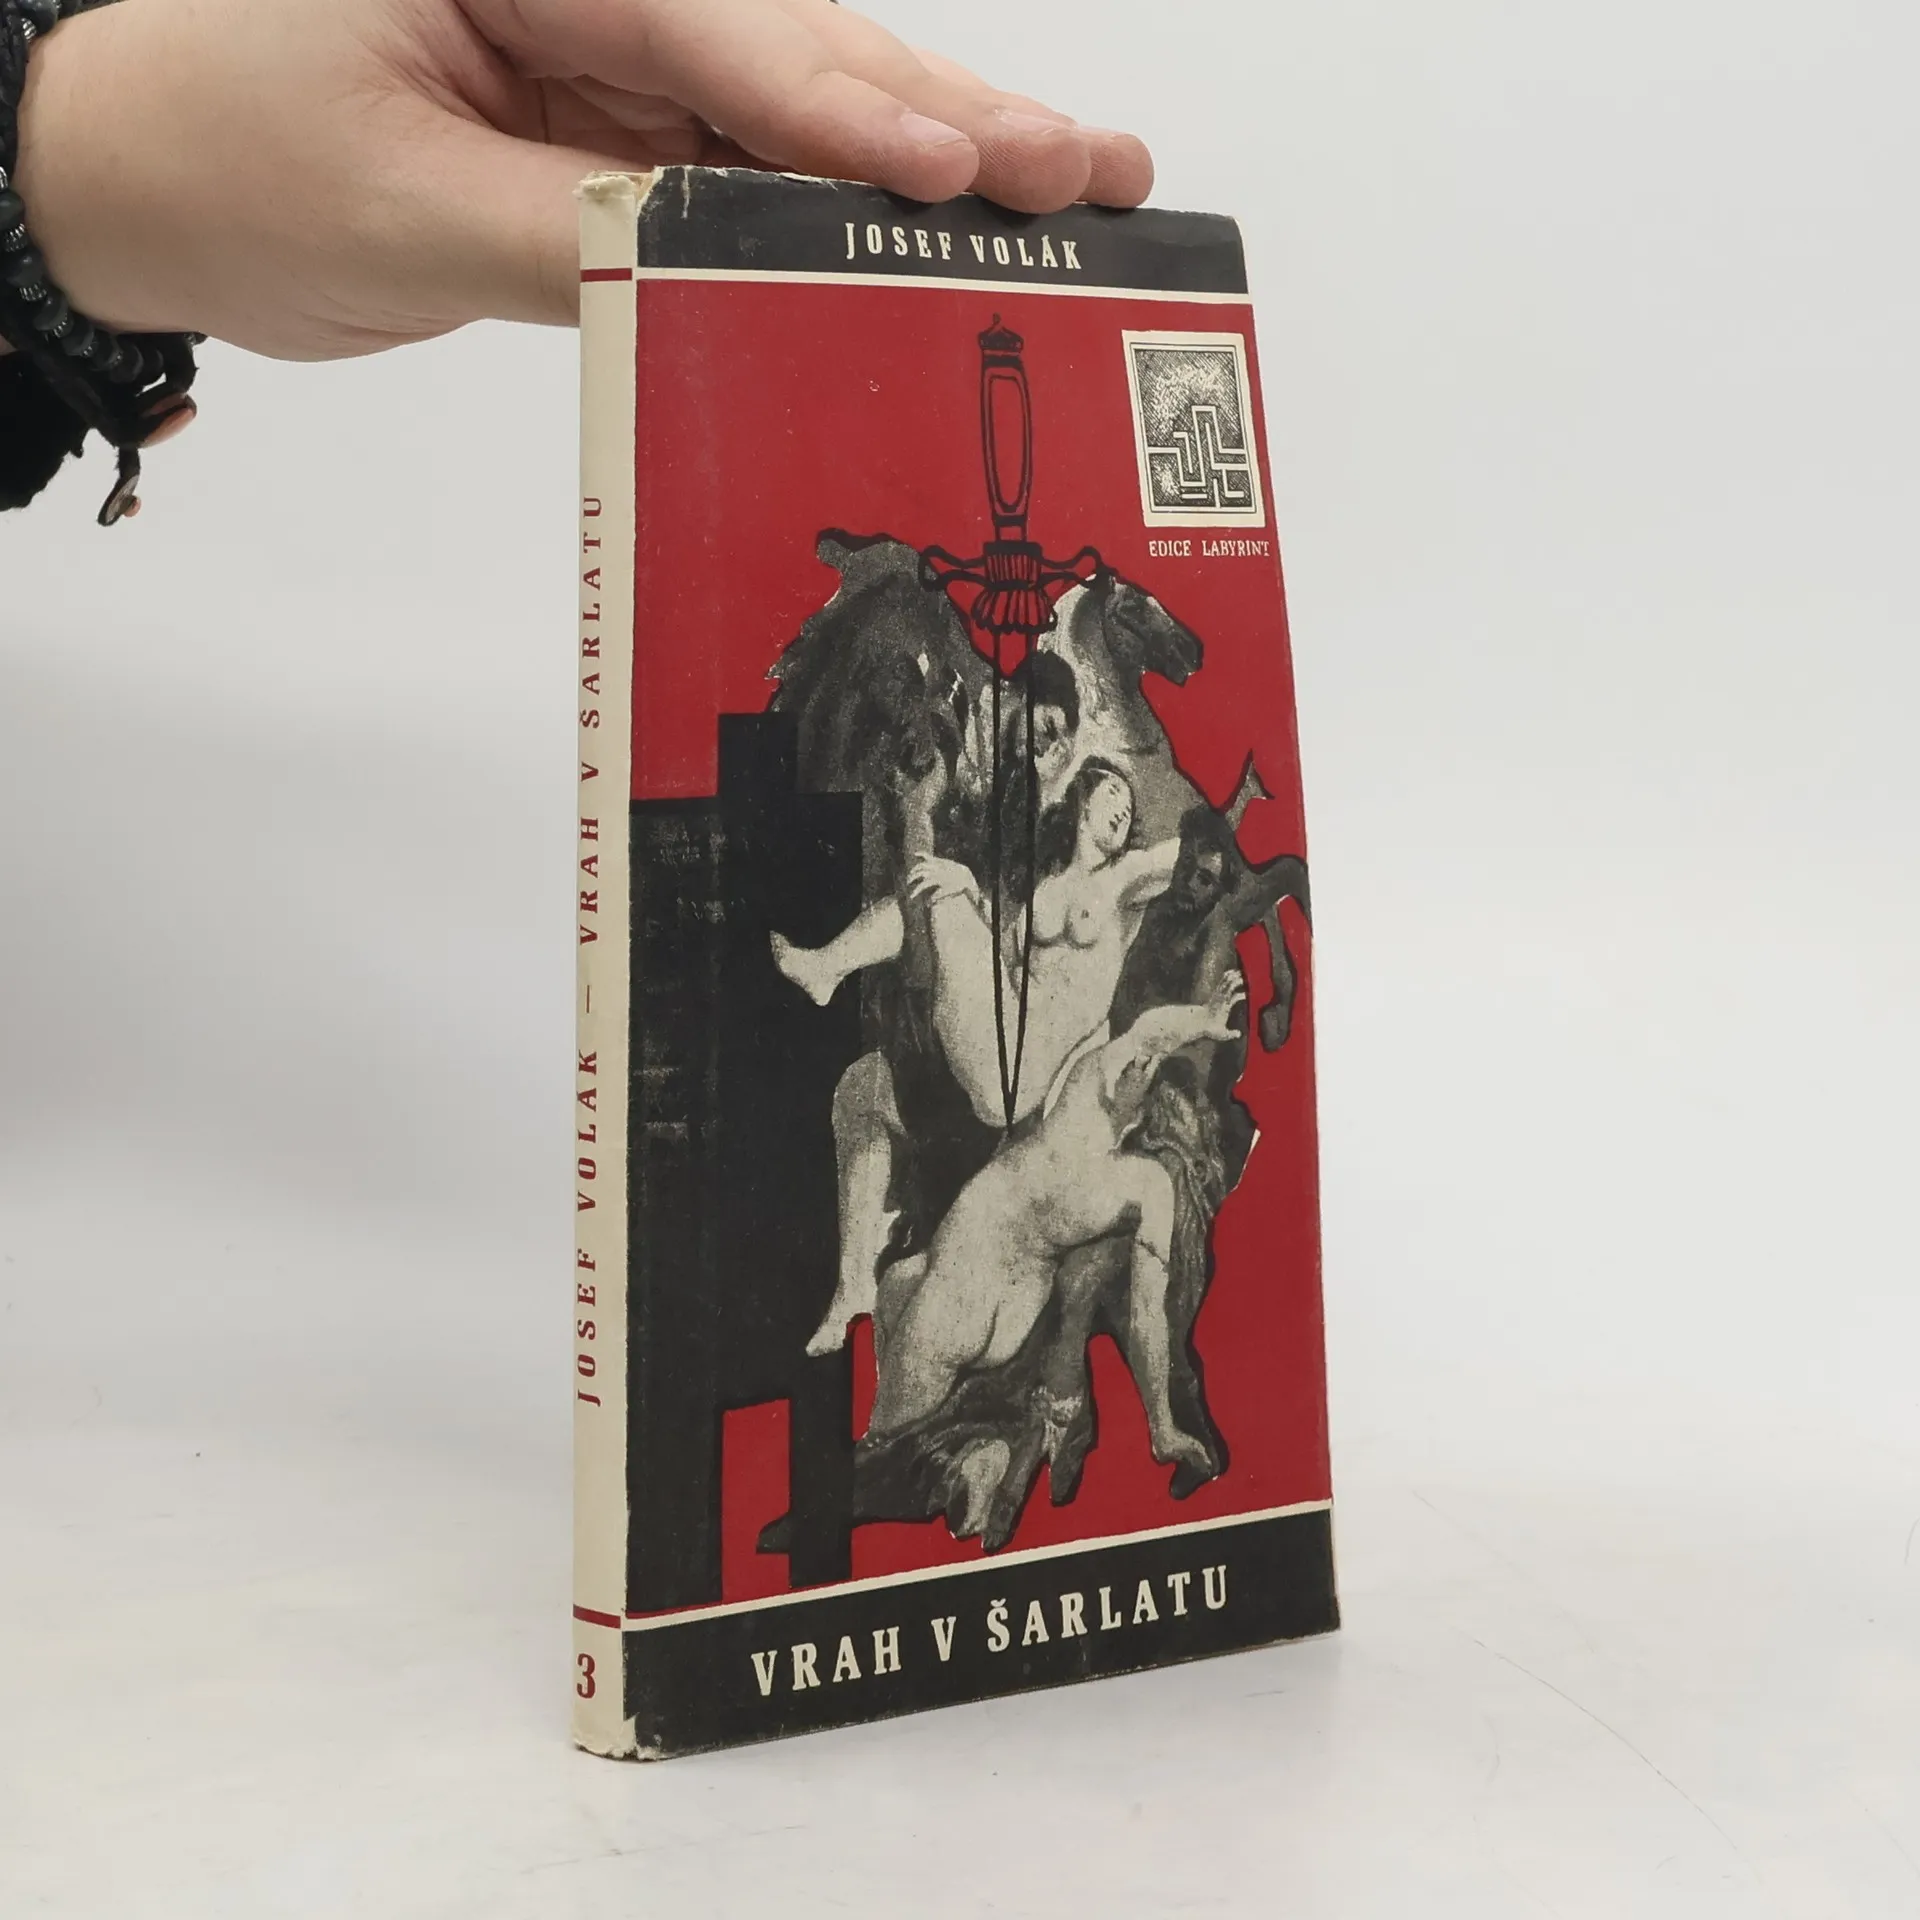 JOSEF VOLÁK
EDICE LABYRINT
VRAH V ŠARLATU
JOSEF VOLÁK — VRAH V ŠARLATU
3